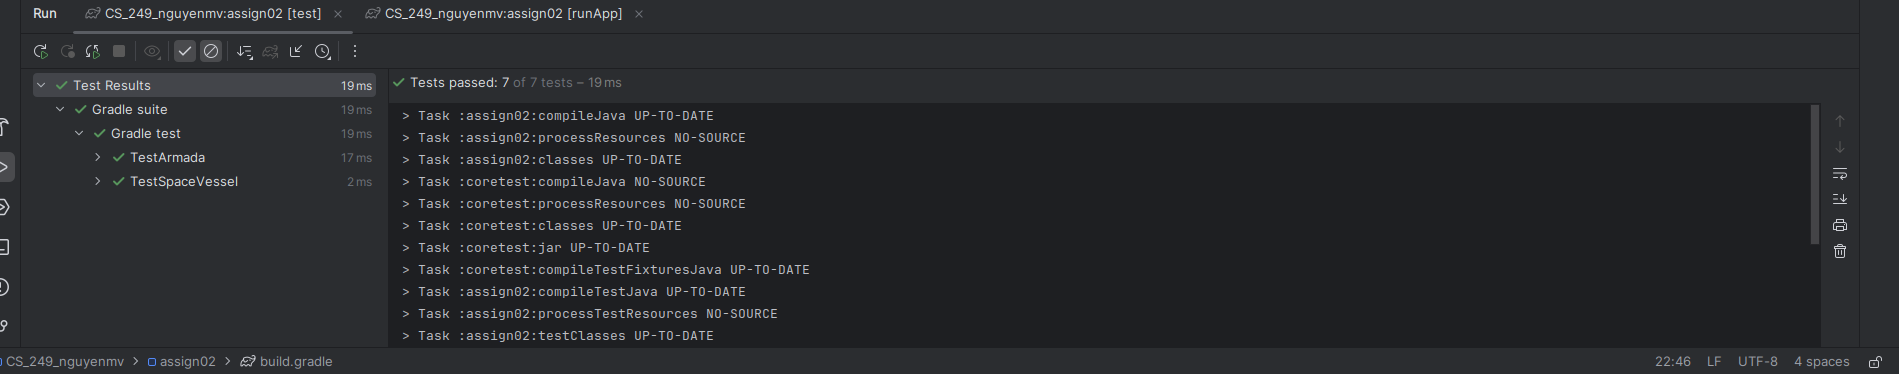 Run CS_249_nguyenmv:assign02 [test] × CS_249_nguyenmv:assign02 [runApp] ×
Test Results 19 ms
Gradle suite 19 ms
Gradle test 19 ms
TestArmada 17 ms
TestSpaceVessel 2 ms
Tests passed: 7 of 7 tests – 19 ms
> Task :assign02:compileJava UP-TO-DATE
> Task :assign02:processResources NO-SOURCE
> Task :assign02:classes UP-TO-DATE
> Task :coretest:compileJava NO-SOURCE
> Task :coretest:processResources NO-SOURCE
> Task :coretest:classes UP-TO-DATE
> Task :coretest:jar UP-TO-DATE
> Task :coretest:compileTestFixturesJava UP-TO-DATE
> Task :assign02:compileTestJava UP-TO-DATE
> Task :assign02:processTestResources NO-SOURCE
> Task :assign02:testClasses UP-TO-DATE
CS_249_nguyenmv > assign02 > build.gradle 22:46 LF UTF-8 4 spaces